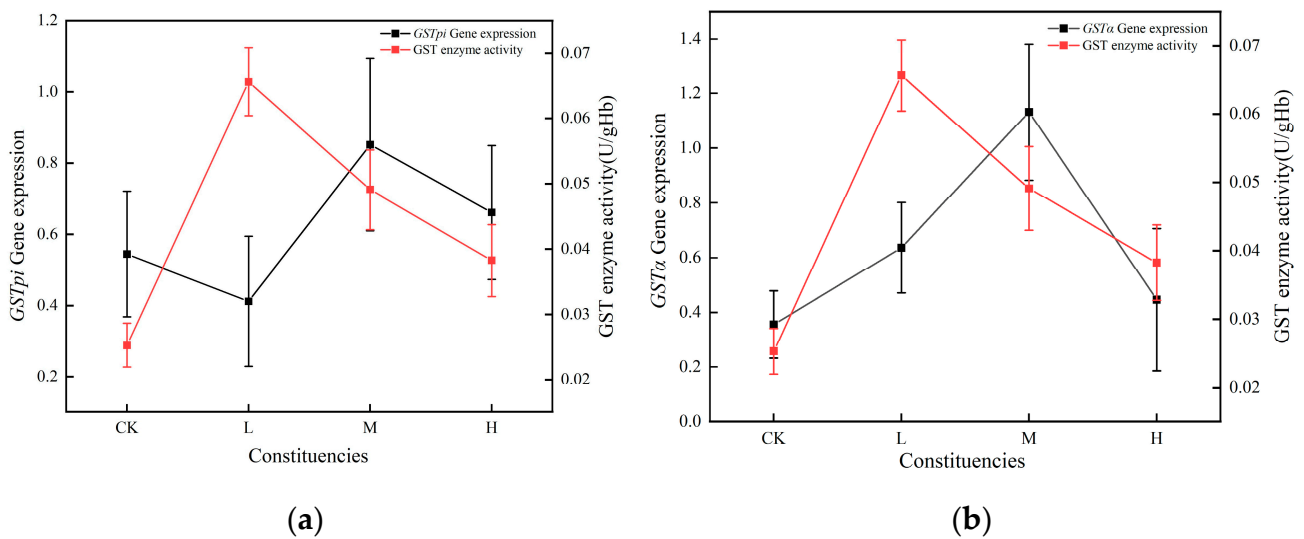 GSTpi Gene expression
GST enzyme activity
1.2
1.0
0.8
0.6
0.4
0.2
GSTpi Gene expression
0.07
0.06
0.05
0.04
0.03
0.02
GST enzyme activity(U/gHb)
CK L M H
Constituencies
(a)
GSTα Gene expression
GST enzyme activity
1.4
1.2
1.0
0.8
0.6
0.4
0.2
0.0
GSTα Gene expression
0.07
0.06
0.05
0.04
0.03
0.02
GST enzyme activity(U/gHb)
CK L M H
Constituencies
(b)